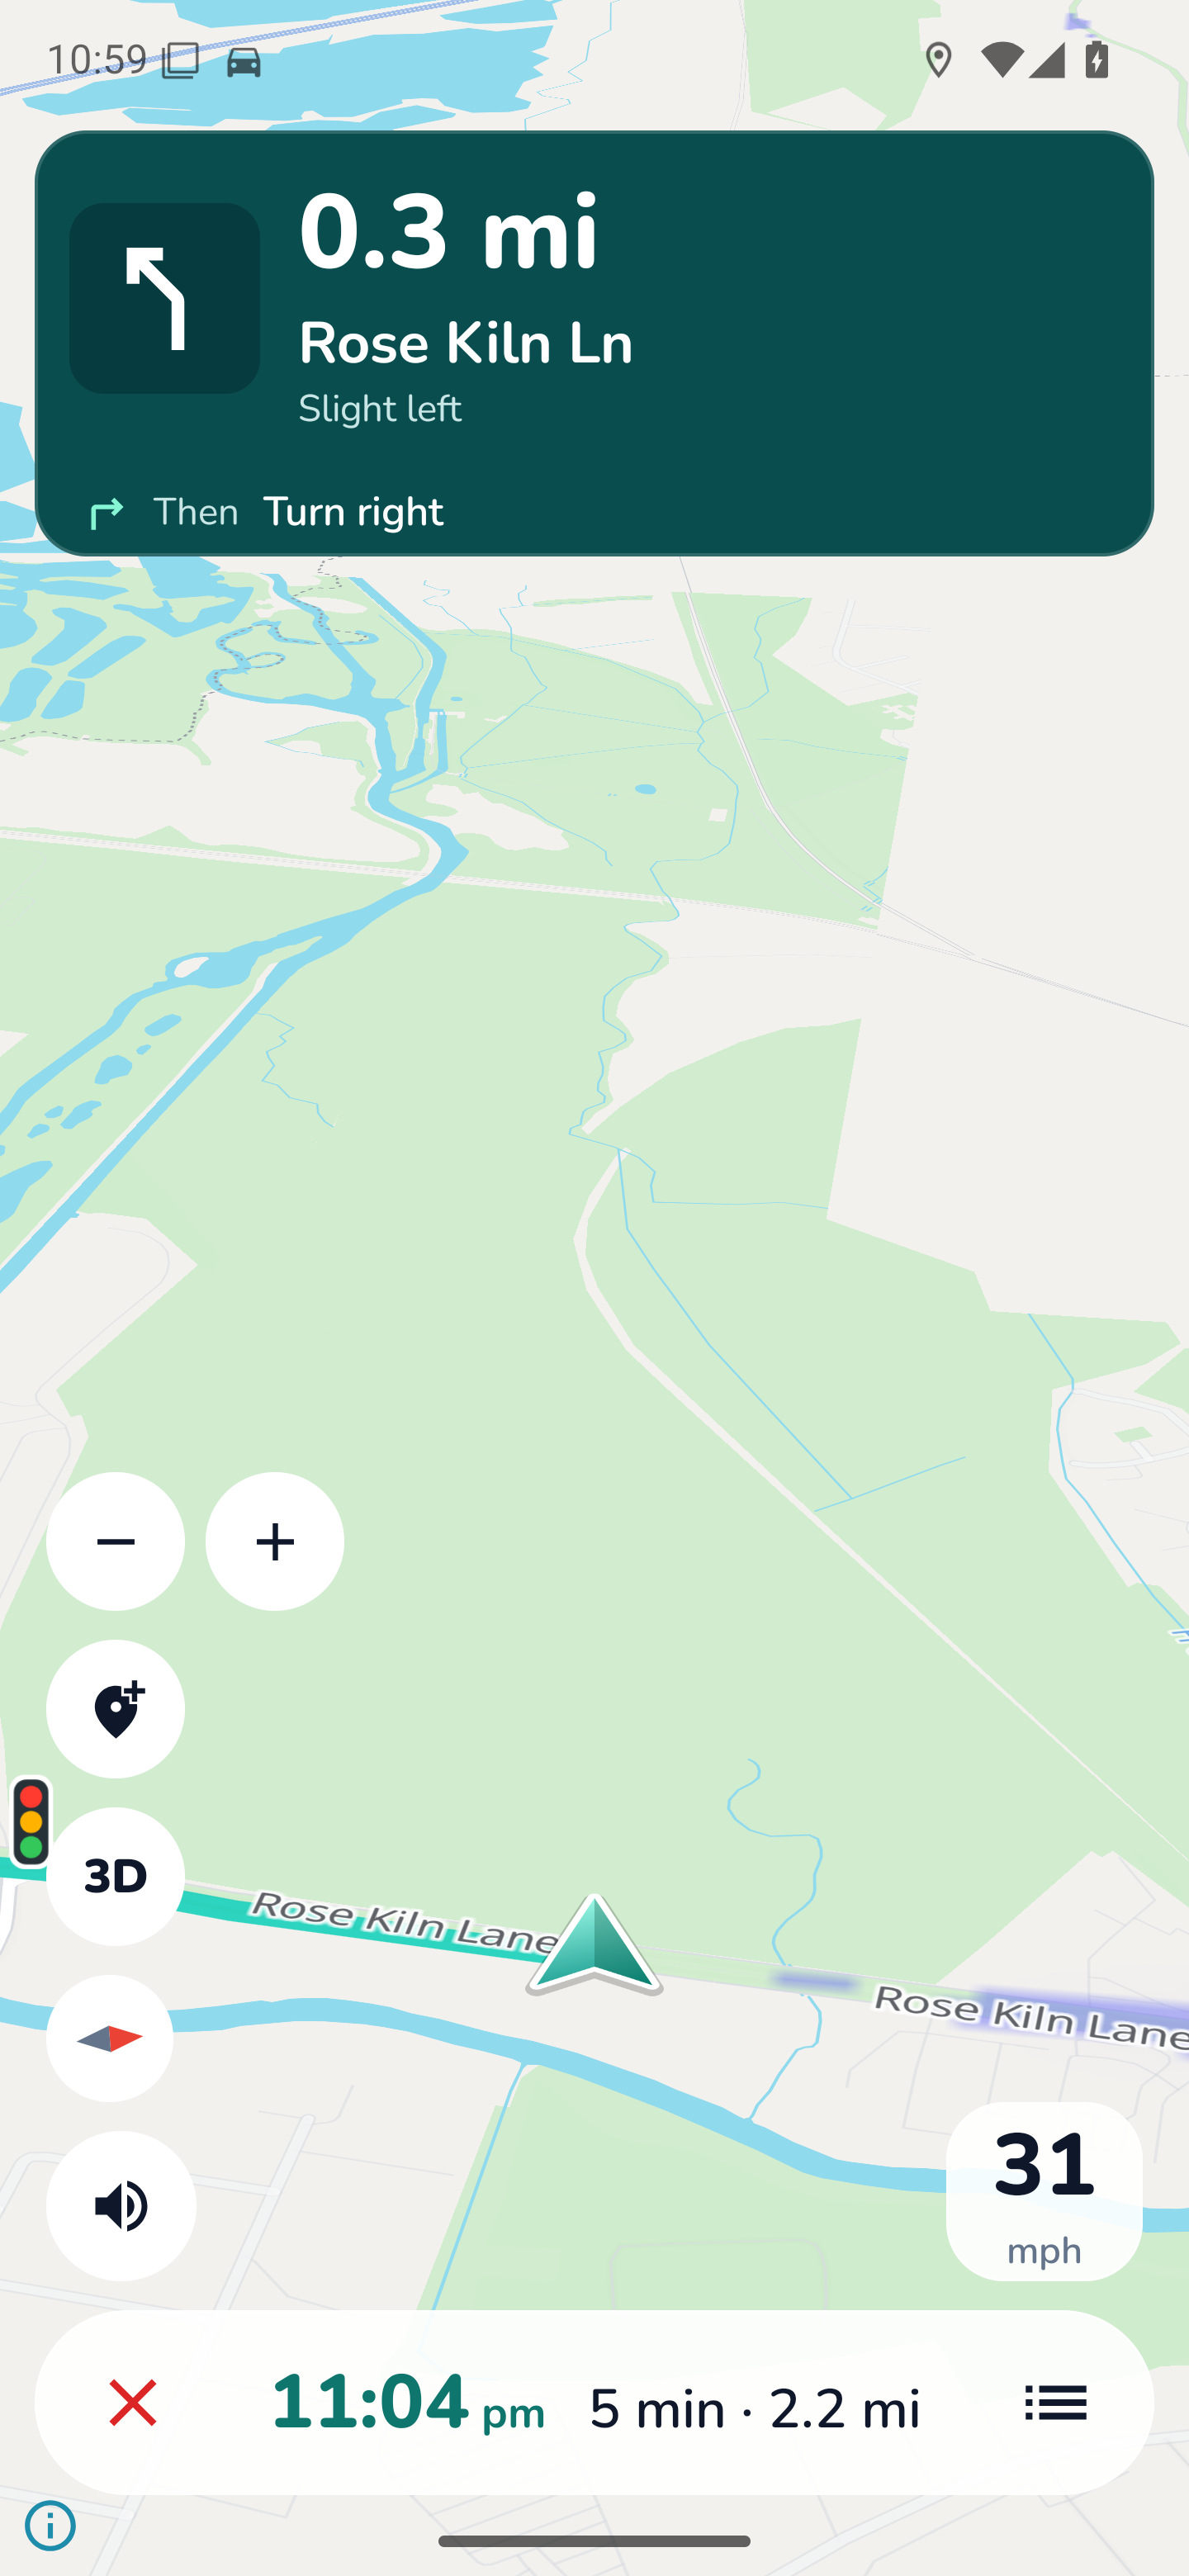 10:59
0.3 mi
Rose Kiln Ln
Slight left
Then Turn right
3D
Rose Kiln Lane
Rose Kiln Lane
31
mph
11:04 pm 5 min · 2.2 mi